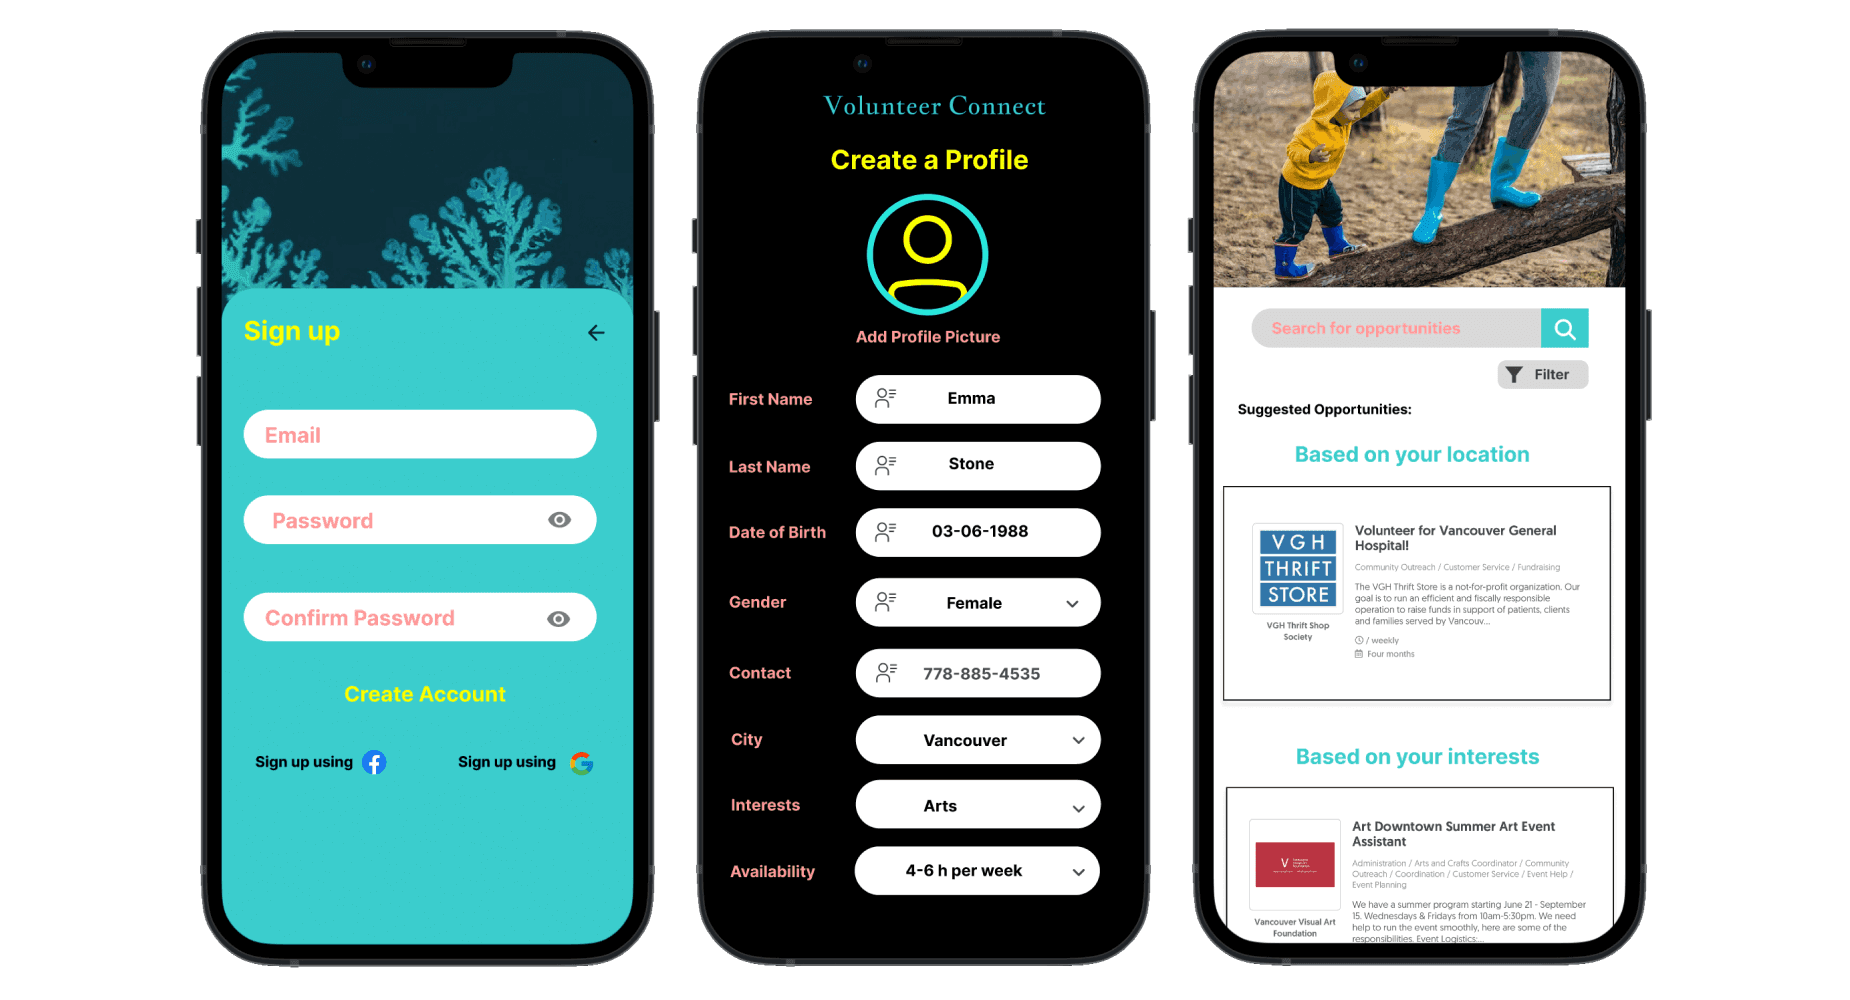 Sign up
Email
Password
Confirm Password
Create Account
Sign up using
Sign up using
Volunteer Connect
Create a Profile
Add Profile Picture
First Name Emma
Last Name Stone
Date of Birth 03-06-1988
Gender Female
Contact 778-885-4535
City Vancouver
Interests Arts
Availability 4-6 h per week
Search for opportunities
Filter
Suggested Opportunities:
Based on your location
VGH
THRIFT
STORE
VGH Thrift Shop
Society
Volunteer for Vancouver General
Hospital!
Community Outreach / Customer Service / Fundraising
The VGH Thrift Store is a not-for-profit organization. Our
goal is to run an efficient and fiscally responsible
operation to raise funds in support of patients, clients
and families served by Vancouv...
/ weekly
Four months
Based on your interests
V
Vancouver Visual Art
Foundation
Art Downtown Summer Art Event
Assistant
Administration / Arts and Crafts Coordinator / Community
Outreach / Coordination / Customer Service / Event Help /
Event Planning
We have a summer program starting June 21 - September
15. Wednesdays & Fridays from 10am-5:30pm. We need
help to run the event smoothly, here are some of the
responsibilities. Event Logistics:...